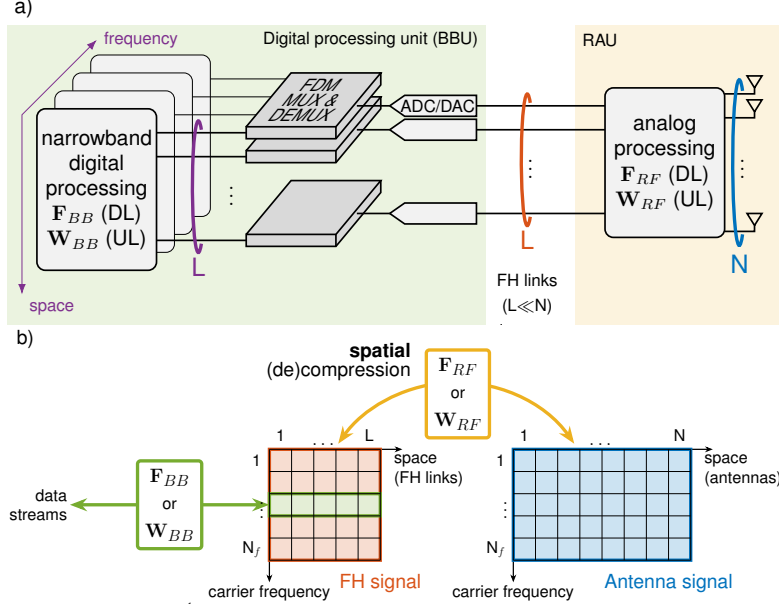 a)
frequency
Digital processing unit (BBU)
RAU
FDM
MUX &
DEMUX
ADC/DAC
narrowband
digital
processing
F_BB (DL)
W_BB (UL)
analog
processing
F_RF (DL)
W_RF (UL)
L
L
N
space
FH links
(L≪N)
b)
spatial
(de)compression
F_RF
or
W_RF
1 ... L
space
(FH links)
1 ... N
space
(antennas)
1
1
F_BB
or
W_BB
data
streams
⋮
⋮
N_f
N_f
carrier frequency
FH signal
carrier frequency
Antenna signal